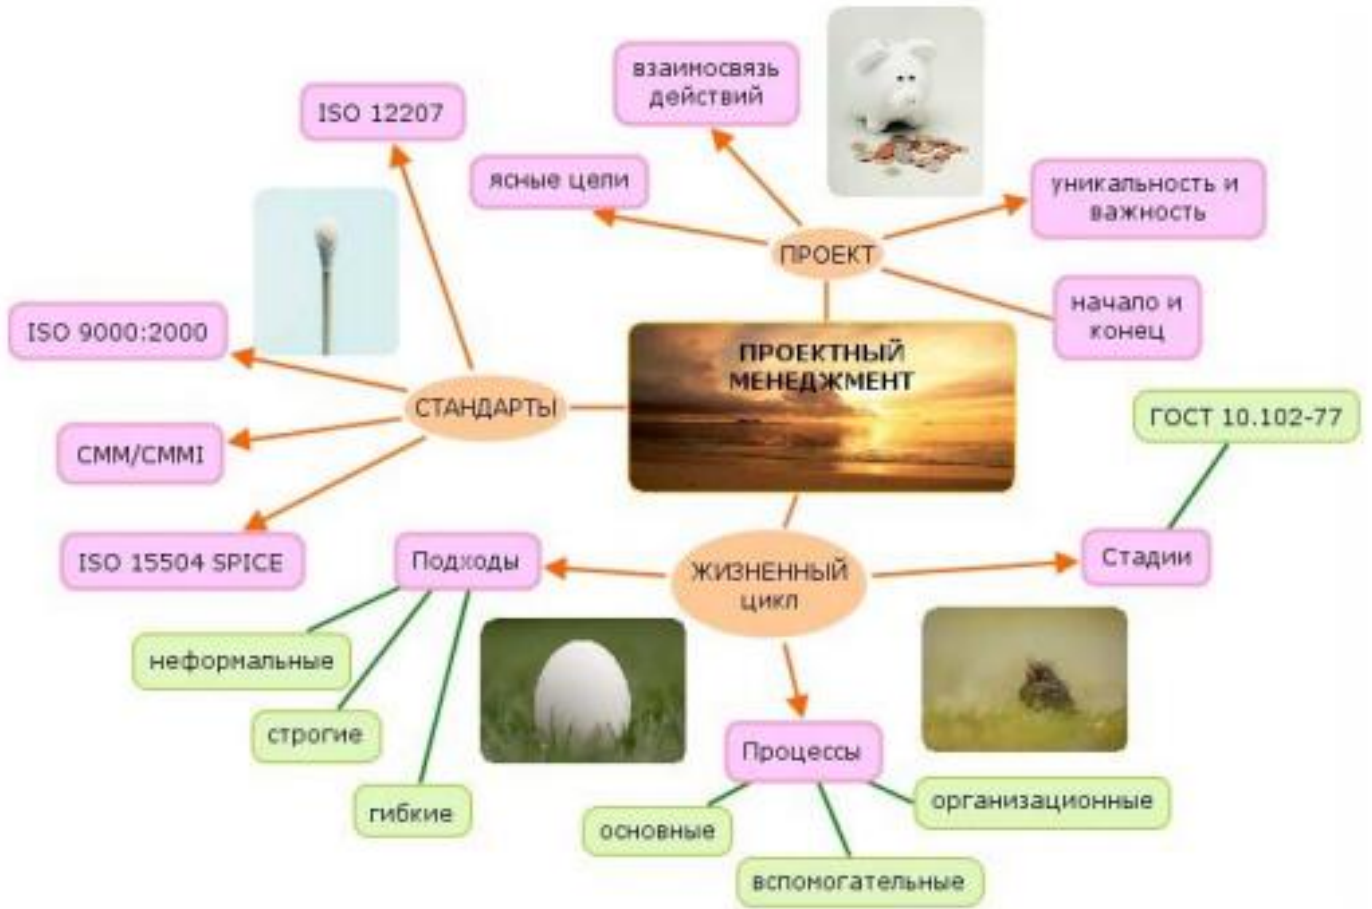 взаимосвязь
действий
ISO 12207
ясные цели
уникальность и
важность
ПРОЕКТ
начало и
конец
ISO 9000:2000
ПРОЕКТНЫЙ
МЕНЕДЖМЕНТ
СТАНДАРТЫ
ГОСТ 10.102-77
CMM/CMMI
ISO 15504 SPICE
Подходы
ЖИЗНЕННЫЙ
цикл
Стадии
неформальные
строгие
гибкие
Процессы
основные
организационные
вспомогательные